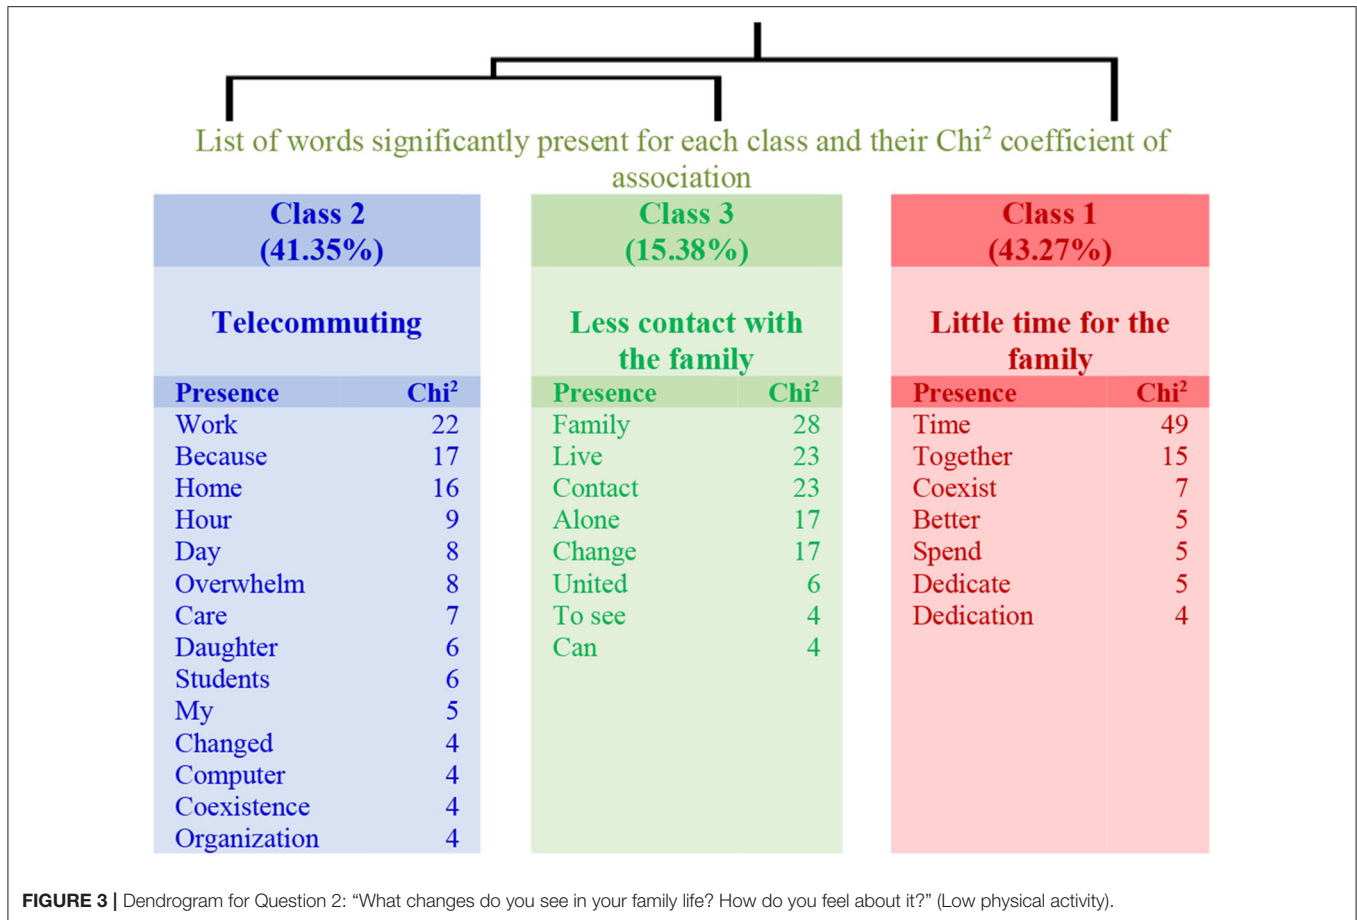 List of words significantly present for each class and their Chi² coefficient of
association
Class 2
(41.35%)
Telecommuting
Presence Chi²
Work 22
Because 17
Home 16
Hour 9
Day 8
Overwhelm 8
Care 7
Daughter 6
Students 6
My 5
Changed 4
Computer 4
Coexistence 4
Organization 4
Class 3
(15.38%)
Less contact with
the family
Presence Chi²
Family 28
Live 23
Contact 23
Alone 17
Change 17
United 6
To see 4
Can 4
Class 1
(43.27%)
Little time for the
family
Presence Chi²
Time 49
Together 15
Coexist 7
Better 5
Spend 5
Dedicate 5
Dedication 4
FIGURE 3 | Dendrogram for Question 2: “What changes do you see in your family life? How do you feel about it?” (Low physical activity).